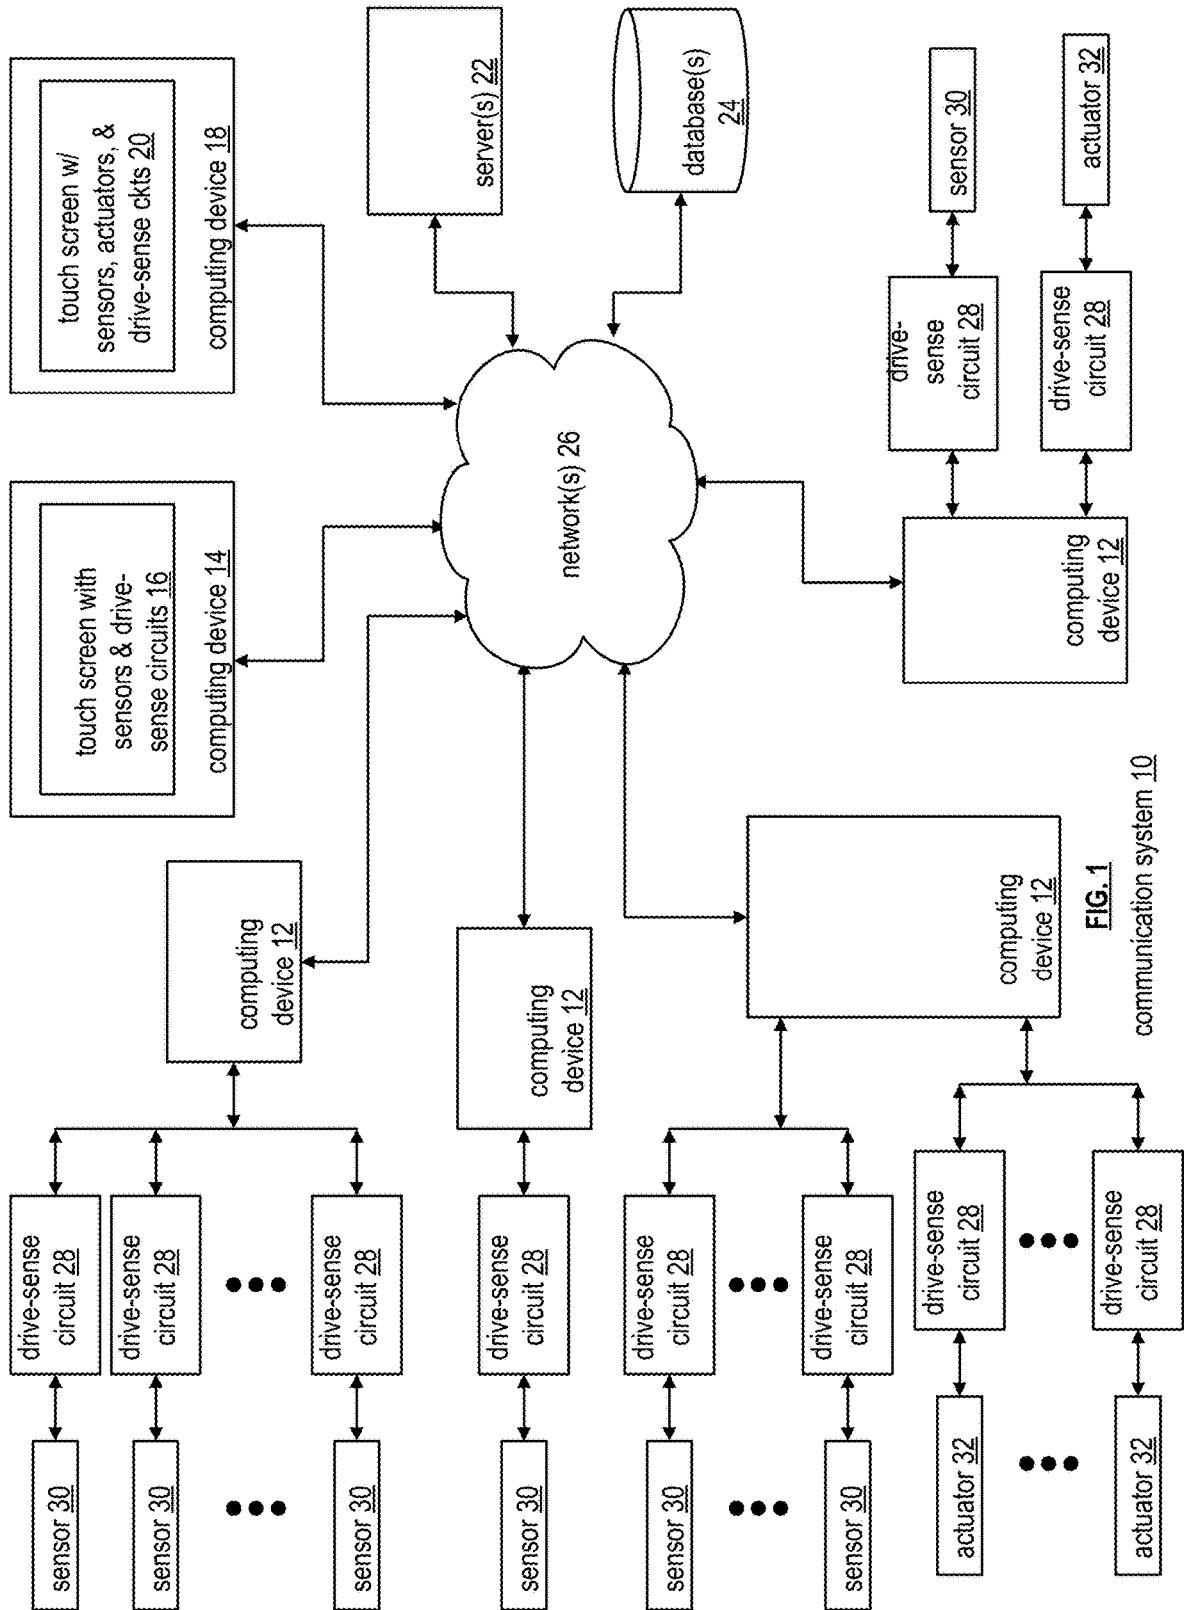 sensor 30
drive-sense
circuit 28
sensor 30
drive-sense
circuit 28
sensor 30
drive-sense
circuit 28
computing
device 12
touch screen with
sensors & drive-
sense circuits 16
computing device 14
touch screen w/
sensors, actuators, &
drive-sense ckts 20
computing device 18
sensor 30
drive-sense
circuit 28
computing
device 12
network(s) 26
server(s) 22
database(s)
24
sensor 30
drive-sense
circuit 28
sensor 30
drive-sense
circuit 28
actuator 32
drive-sense
circuit 28
actuator 32
drive-sense
circuit 28
computing
device 12
computing
device 12
drive-
sense
circuit 28
sensor 30
drive-sense
circuit 28
actuator 32
FIG. 1
communication system 10